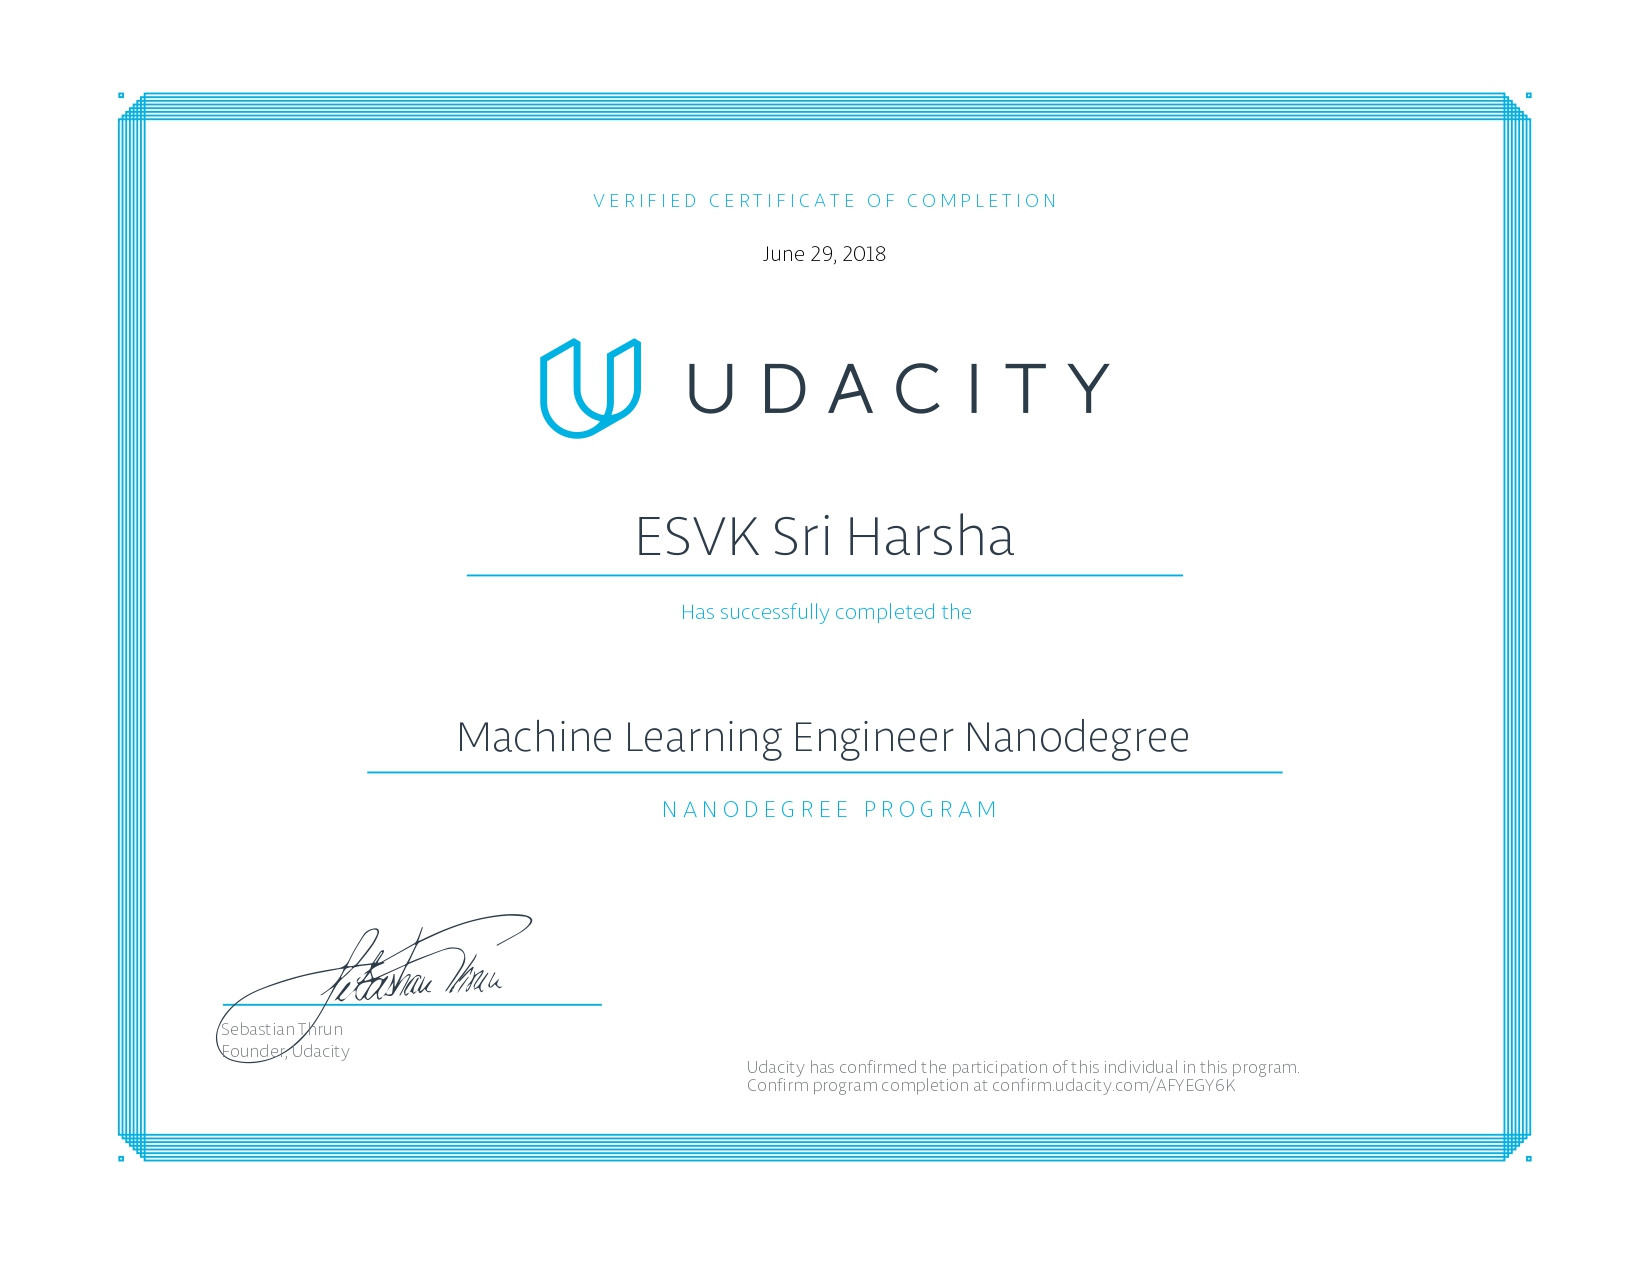 VERIFIED CERTIFICATE OF COMPLETION
June 29, 2018
UDACITY
ESVK Sri Harsha
Has successfully completed the
Machine Learning Engineer Nanodegree
NANODEGREE PROGRAM
Sebastian Thrun
Sebastian Thrun
Founder, Udacity
Udacity has confirmed the participation of this individual in this program.
Confirm program completion at confirm.udacity.com/AFYEGY6K